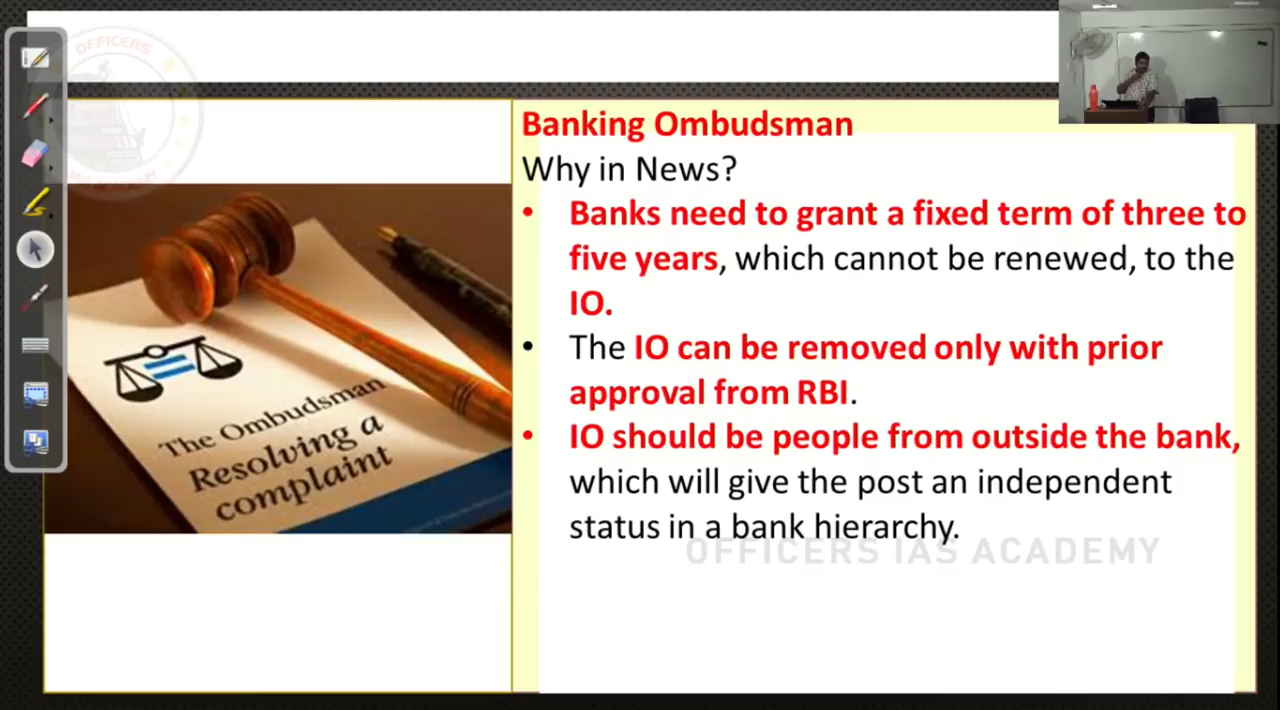 OFFICERS
IAS ACADEMY
Banking Ombudsman
Why in News?
• Banks need to grant a fixed term of three to
five years, which cannot be renewed, to the
IO.
• The IO can be removed only with prior
approval from RBI.
• IO should be people from outside the bank,
which will give the post an independent
status in a bank hierarchy.
The Ombudsman
Resolving a
complaint
OFFICERS IAS ACADEMY